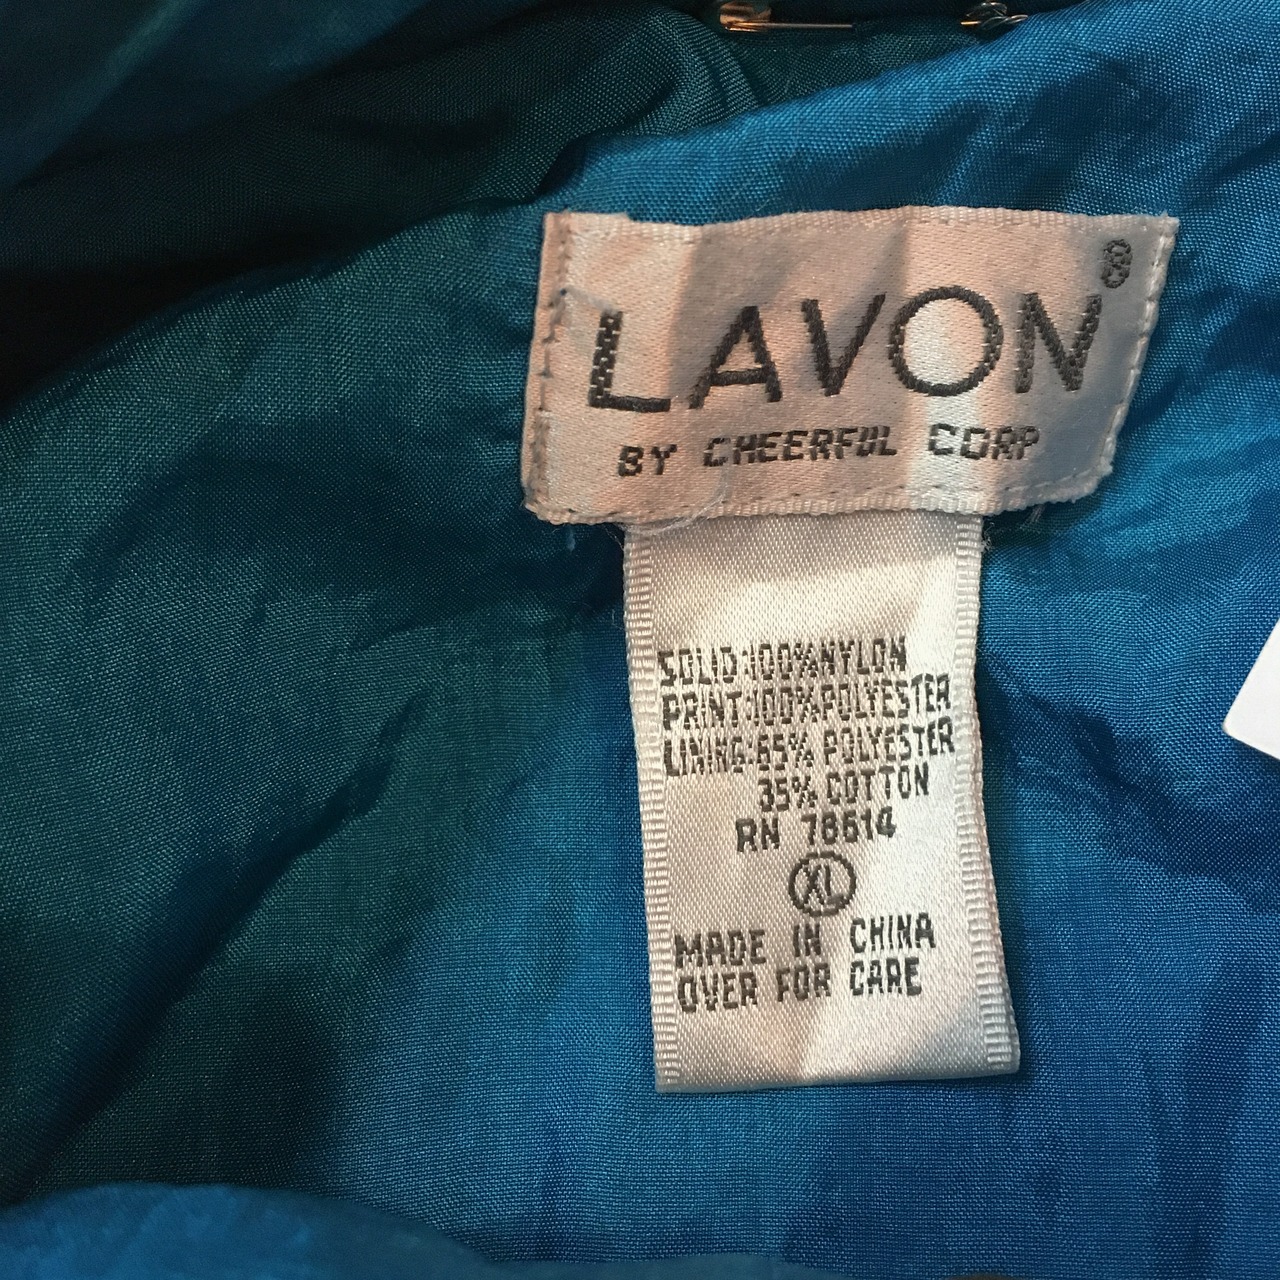 LAVON®
BY CHEERFUL CORP
SOLID:100%NYLON
PRINT:100%POLYESTER
LINING:65% POLYESTER
35% COTTON
RN 78614
XL
MADE IN CHINA
OVER FOR CARE